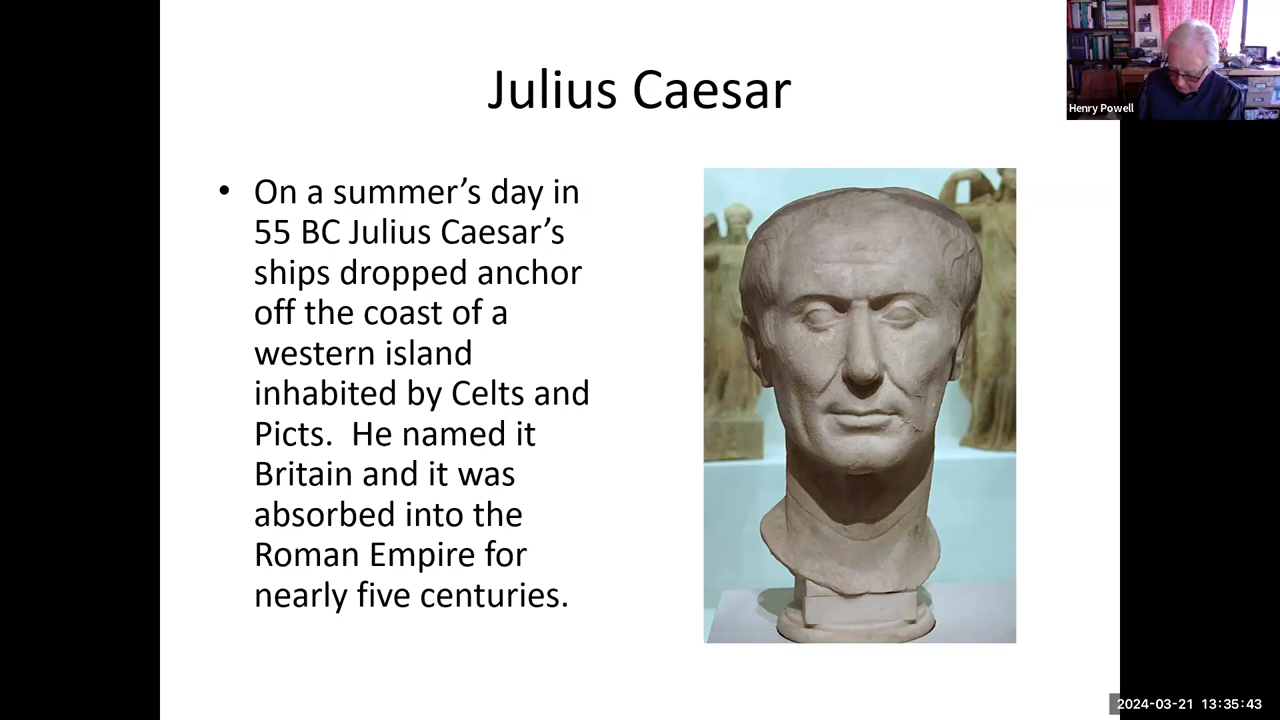 Julius Caesar
Henry Powell
• On a summer’s day in
55 BC Julius Caesar’s
ships dropped anchor
off the coast of a
western island
inhabited by Celts and
Picts.  He named it
Britain and it was
absorbed into the
Roman Empire for
nearly five centuries.
2024-03-21 13:35:43